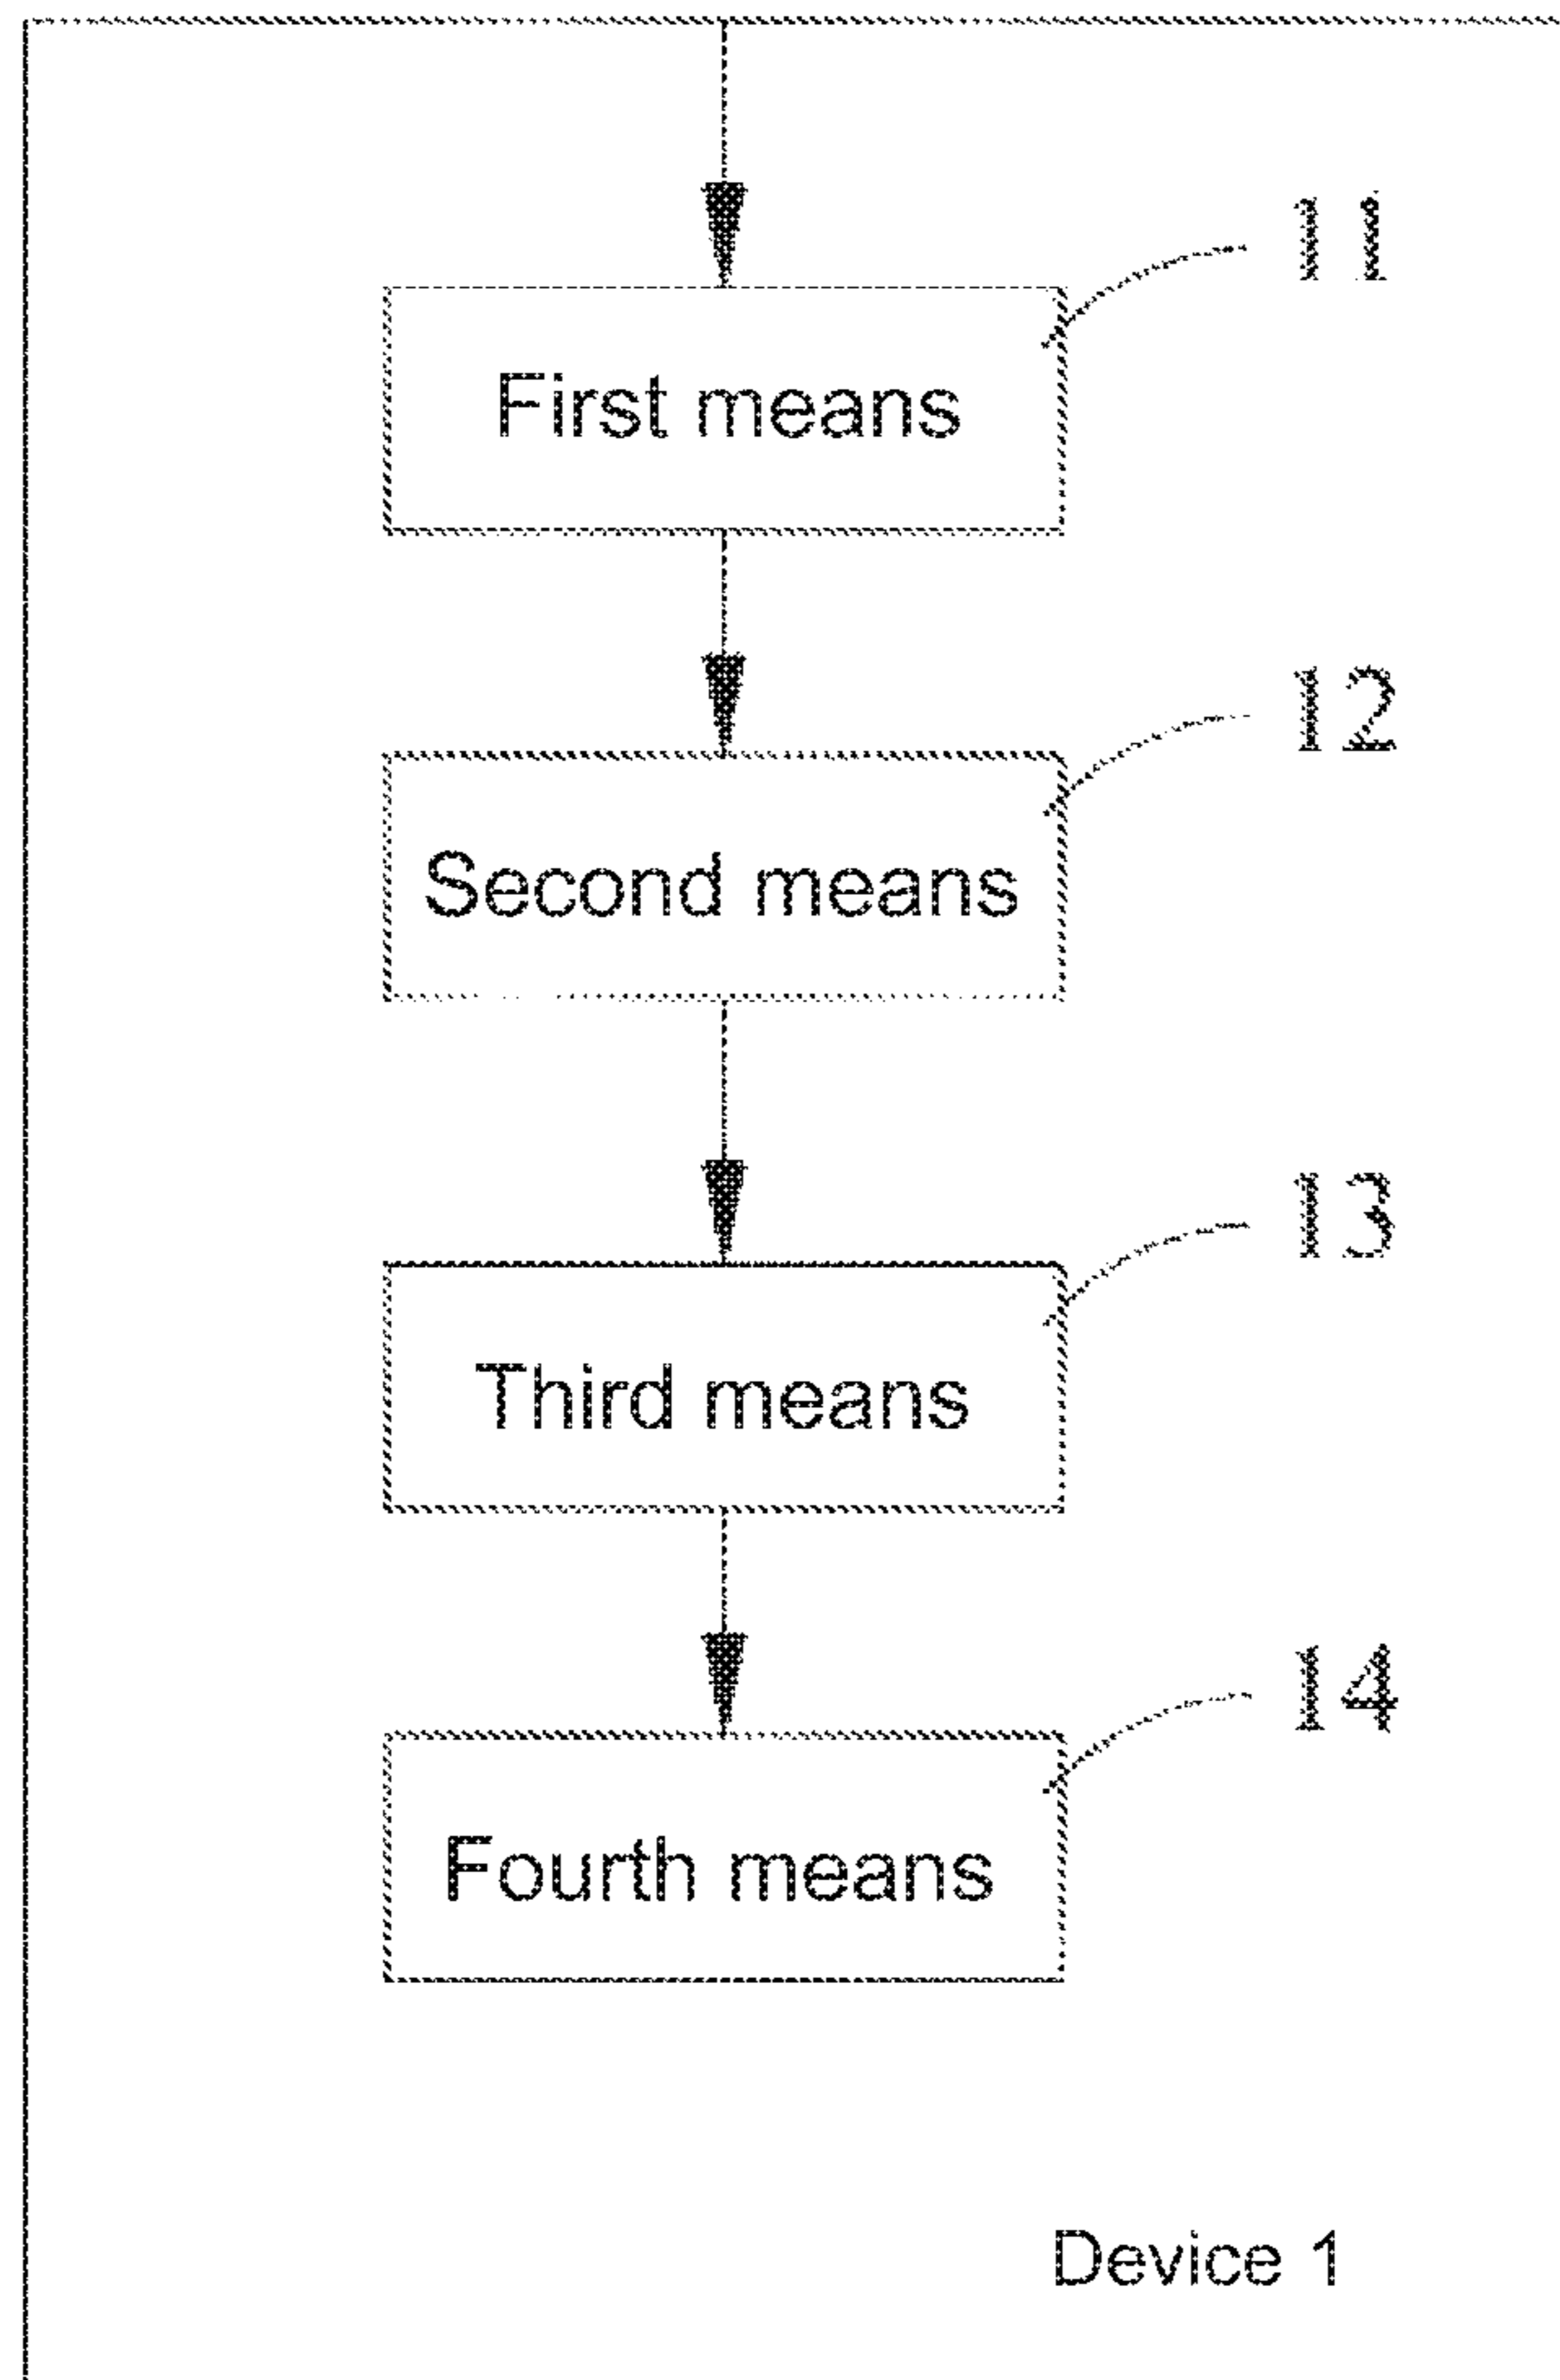 11
First means
12
Second means
13
Third means
14
Fourth means
Device 1